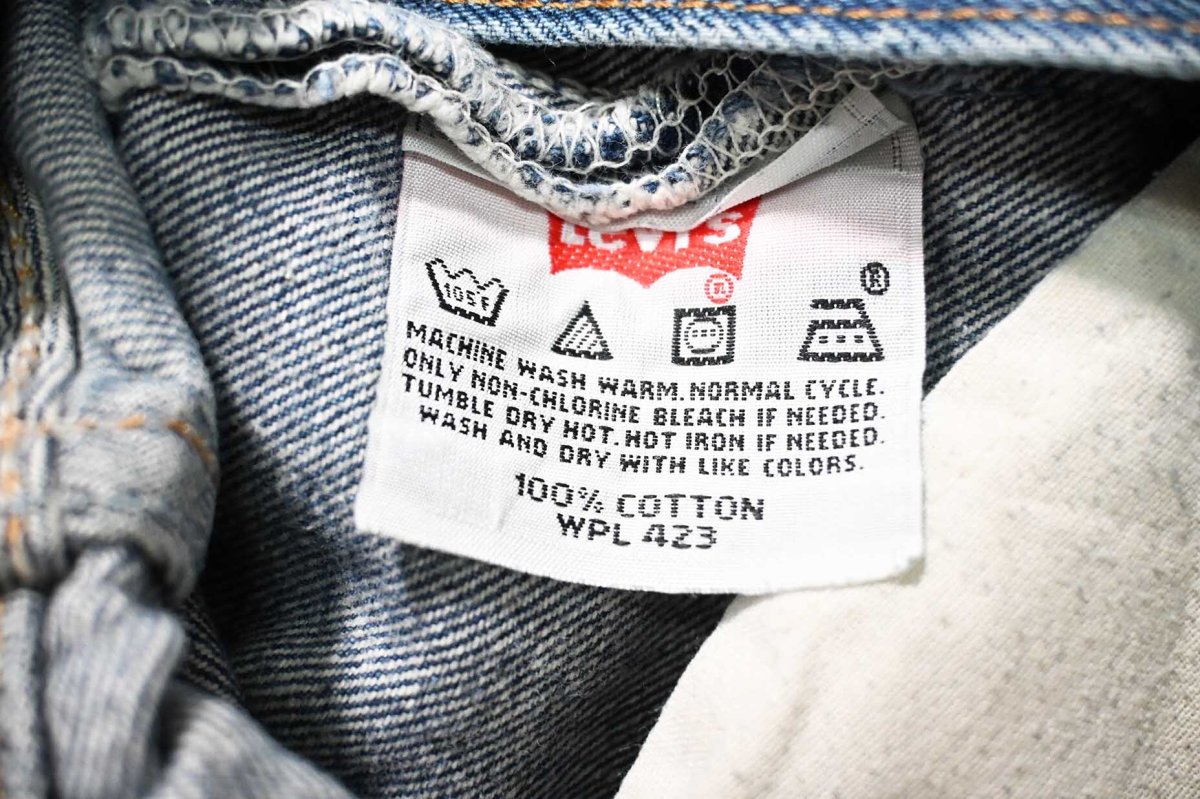 Levi's
®
105°F
®
MACHINE WASH WARM. NORMAL CYCLE.
ONLY NON-CHLORINE BLEACH IF NEEDED.
TUMBLE DRY HOT. HOT IRON IF NEEDED.
WASH AND DRY WITH LIKE COLORS.
100% COTTON
WPL 423